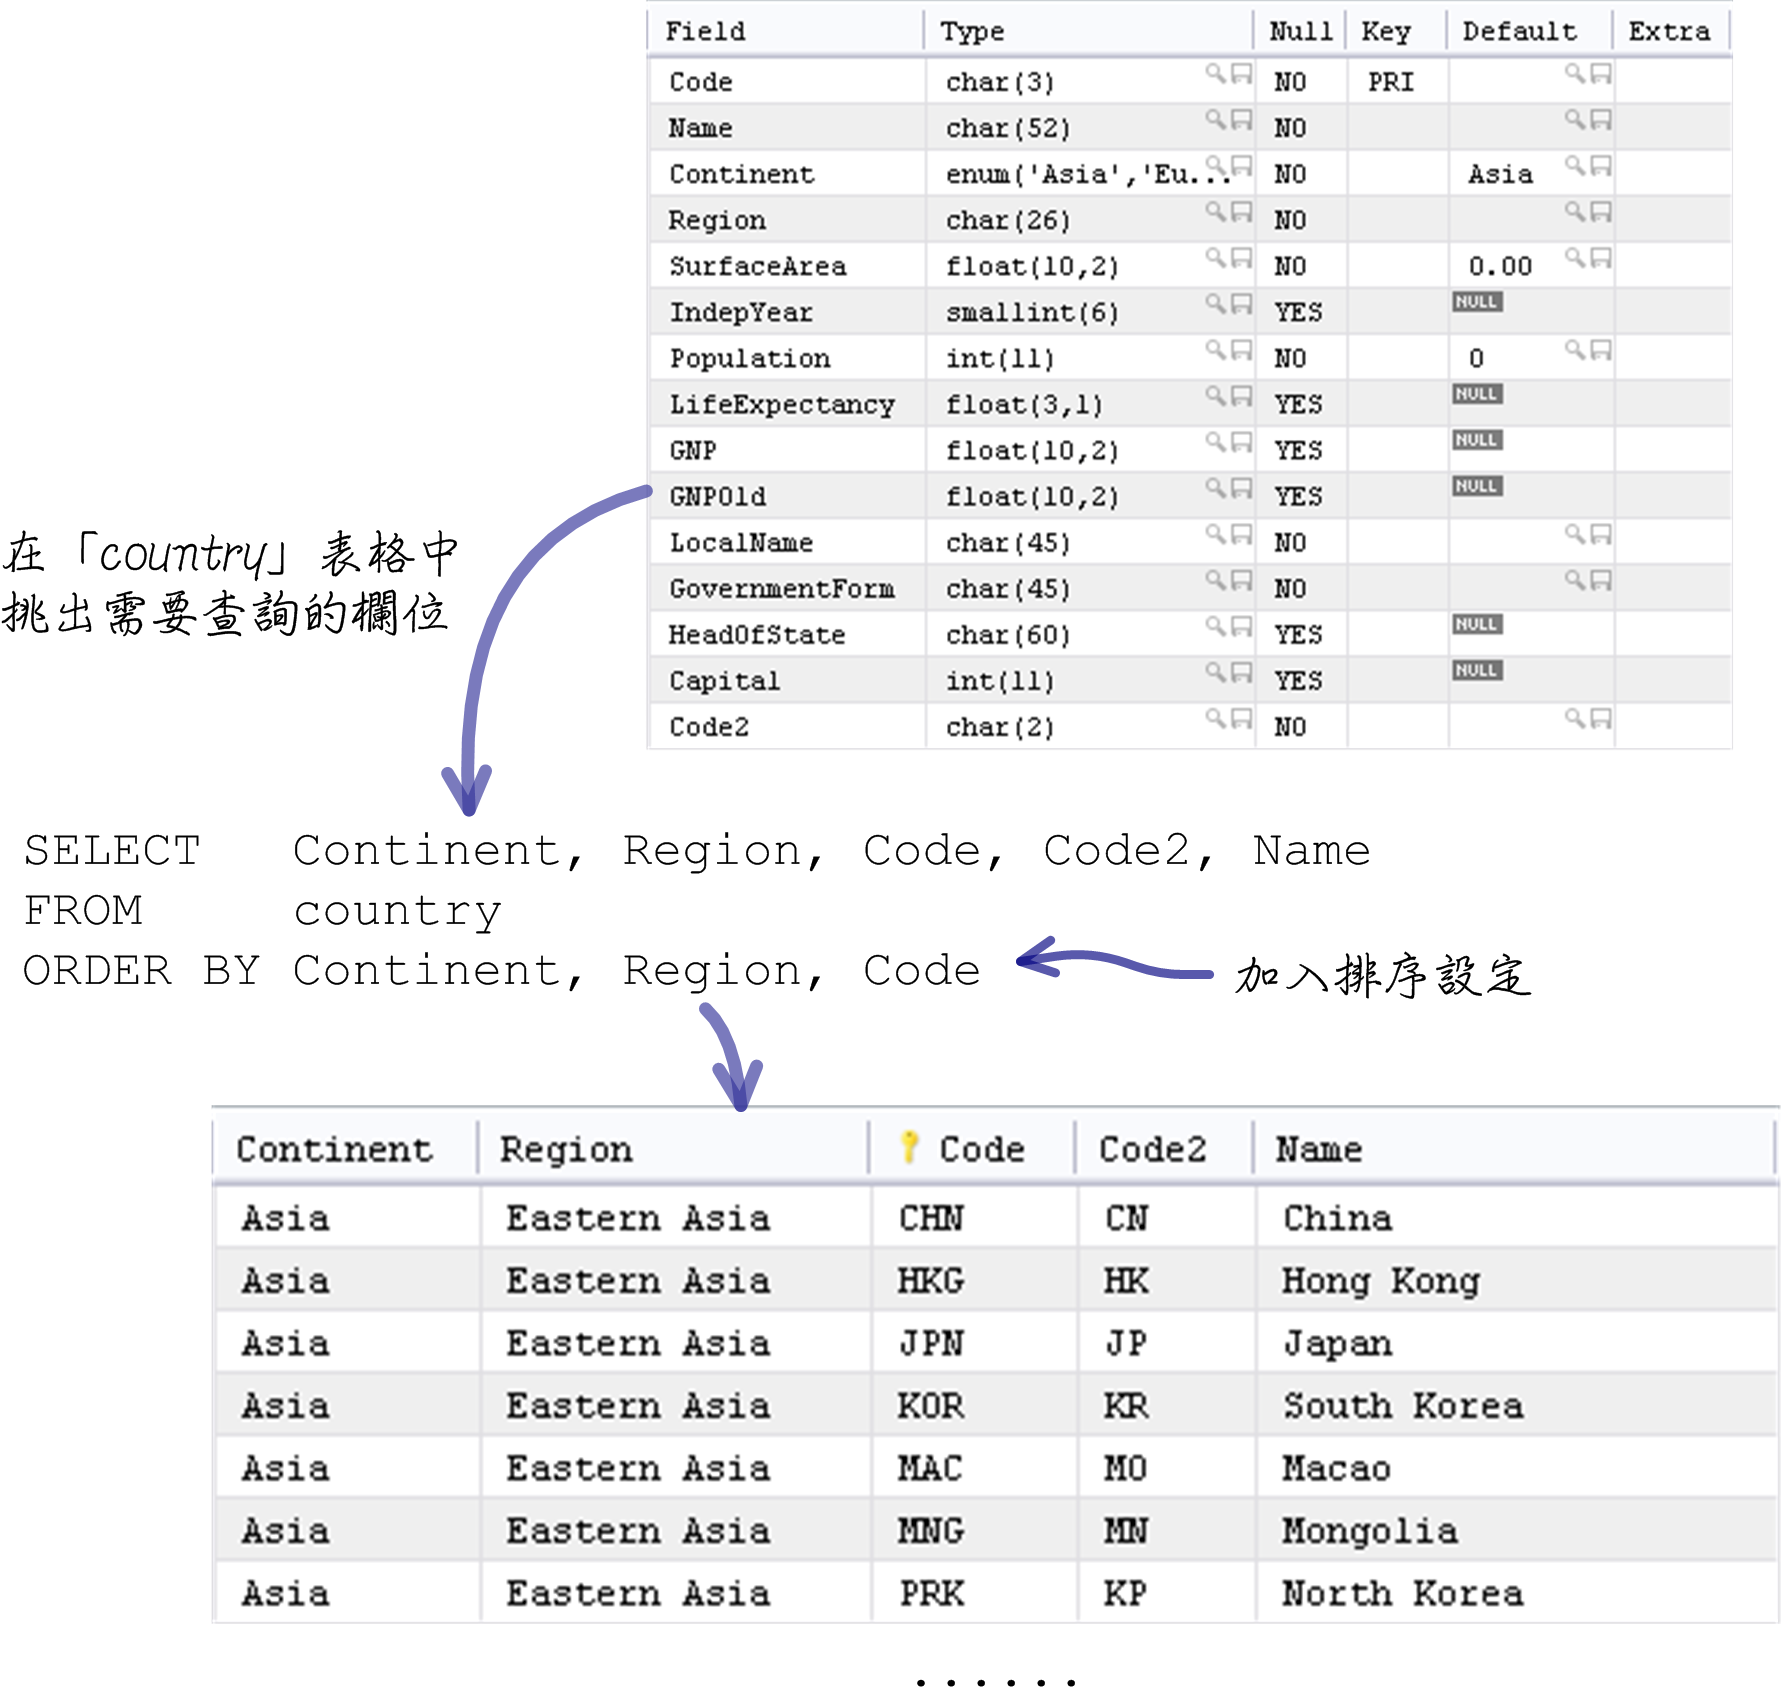 Field Type Null Key Default Extra
Code char(3) NO PRI
Name char(52) NO
Continent enum('Asia','Eu... NO Asia
Region char(26) NO
SurfaceArea float(10,2) NO 0.00
IndepYear smallint(6) YES NULL
Population int(11) NO 0
LifeExpectancy float(3,1) YES NULL
GNP float(10,2) YES NULL
GNPOld float(10,2) YES NULL
LocalName char(45) NO
GovernmentForm char(45) NO
HeadOfState char(60) YES NULL
Capital int(11) YES NULL
Code2 char(2) NO
在「country」表格中
挑出需要查詢的欄位
SELECT Continent, Region, Code, Code2, Name
FROM country
ORDER BY Continent, Region, Code
加入排序設定
Continent Region Code Code2 Name
Asia Eastern Asia CHN CN China
Asia Eastern Asia HKG HK Hong Kong
Asia Eastern Asia JPN JP Japan
Asia Eastern Asia KOR KR South Korea
Asia Eastern Asia MAC MO Macao
Asia Eastern Asia MNG MN Mongolia
Asia Eastern Asia PRK KP North Korea
......